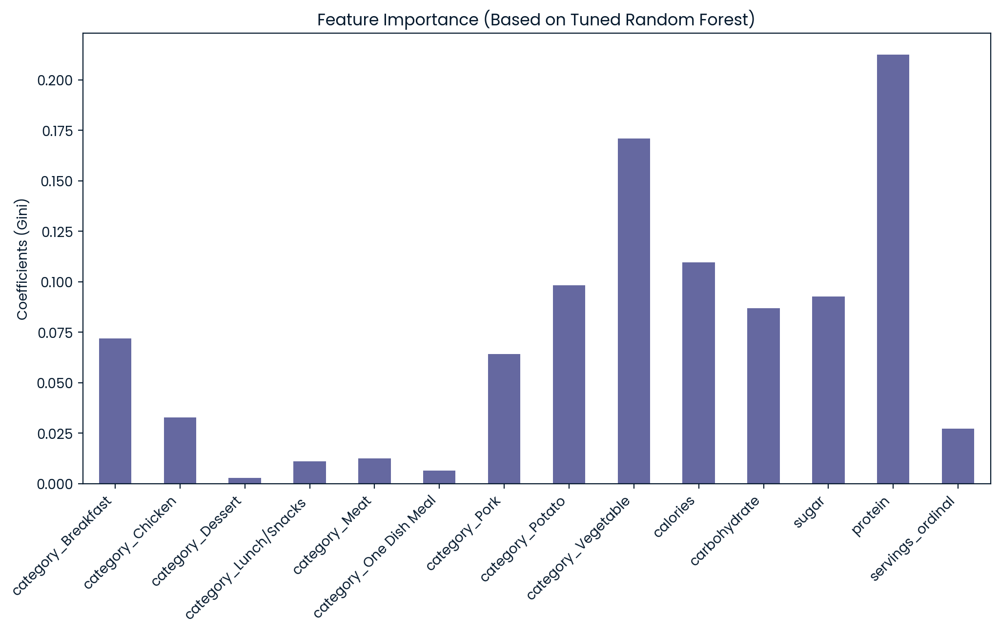 Feature Importance (Based on Tuned Random Forest)
Coefficients (Gini)
0.200
0.175
0.150
0.125
0.100
0.075
0.050
0.025
0.000
category_Breakfast
category_Chicken
category_Dessert
category_Lunch/Snacks
category_Meat
category_One Dish Meal
category_Pork
category_Potato
category_Vegetable
calories
carbohydrate
sugar
protein
servings_ordinal